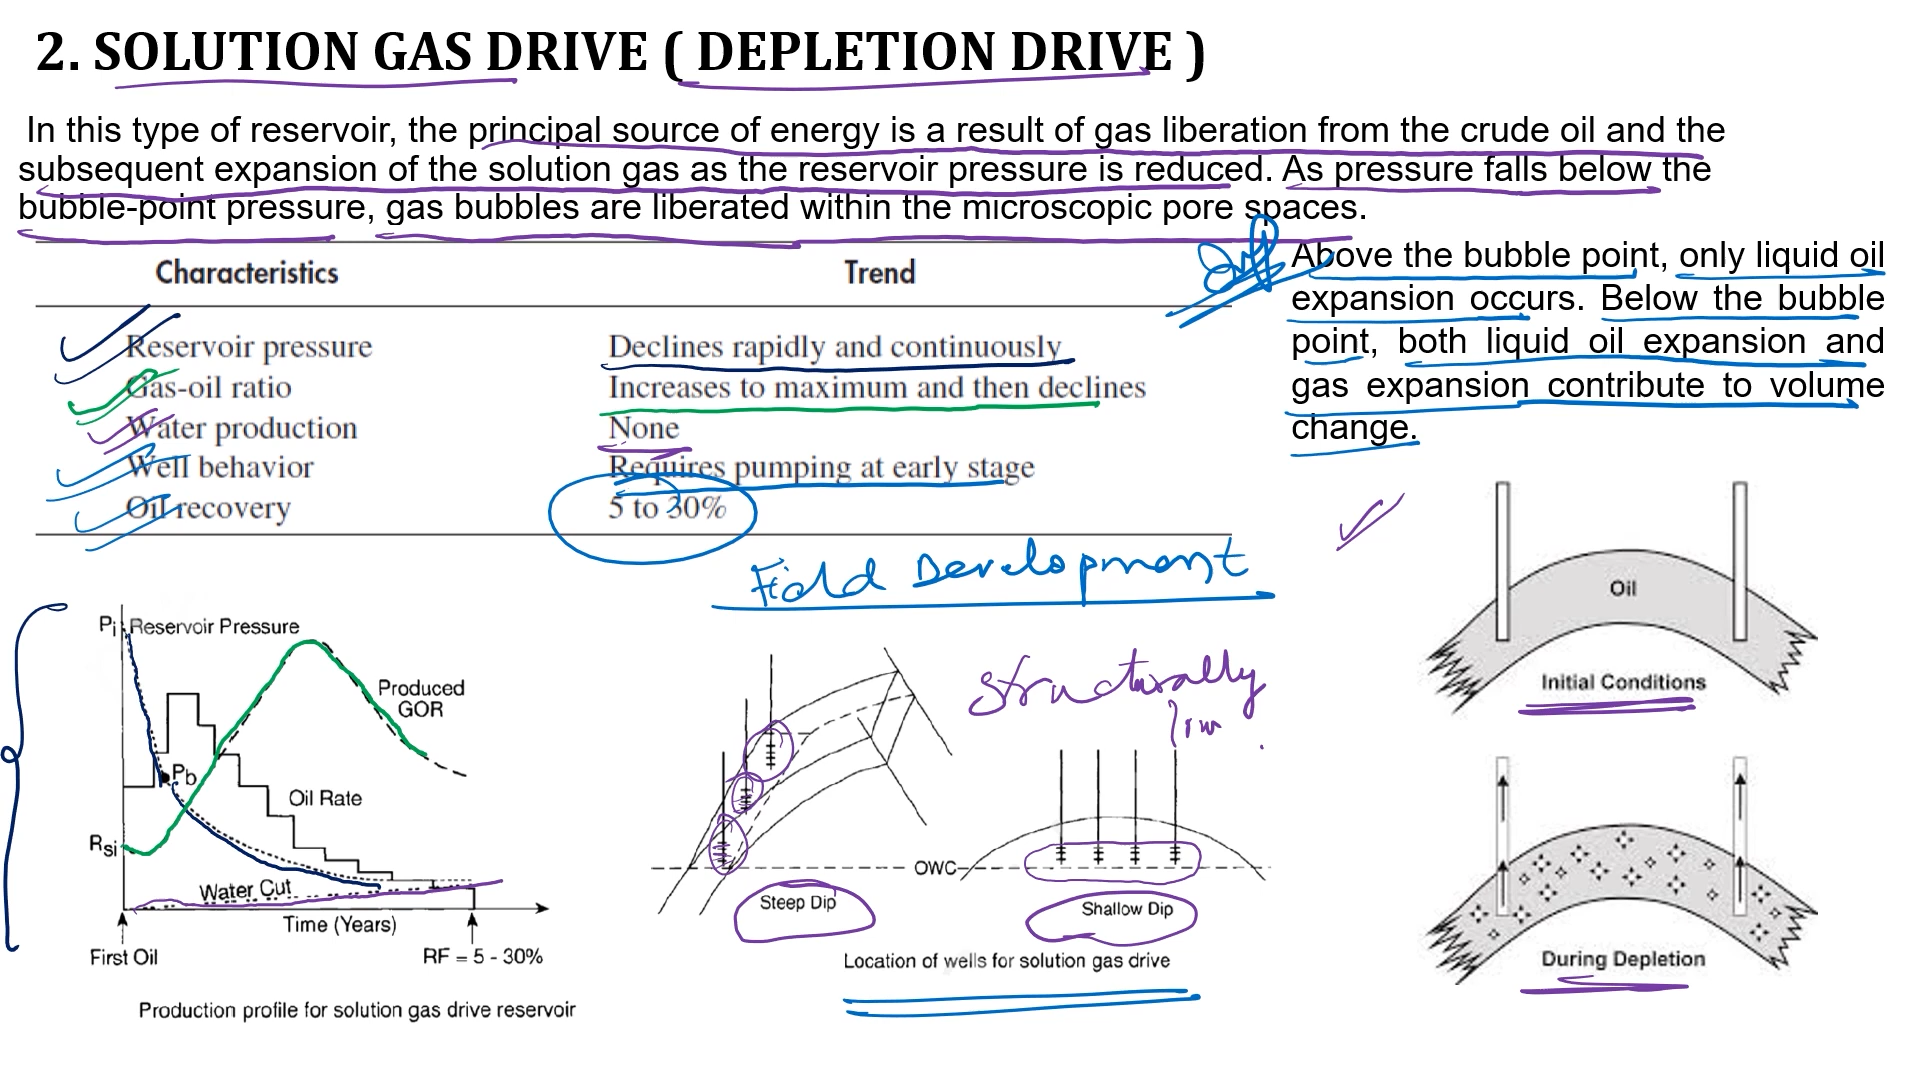 2. SOLUTION GAS DRIVE ( DEPLETION DRIVE )
In this type of reservoir, the principal source of energy is a result of gas liberation from the crude oil and the
subsequent expansion of the solution gas as the reservoir pressure is reduced. As pressure falls below the
bubble-point pressure, gas bubbles are liberated within the microscopic pore spaces.
Characteristics Trend
Reservoir pressure Declines rapidly and continuously
Gas-oil ratio Increases to maximum and then declines
Water production None
Well behavior Requires pumping at early stage
Oil recovery 5 to 30%
Above the bubble point, only liquid oil
expansion occurs. Below the bubble
point, both liquid oil expansion and
gas expansion contribute to volume
change.
Field Development
Pi Reservoir Pressure
Produced
GOR
Pb
Oil Rate
Rsi
Water Cut
Time (Years)
First Oil
RF = 5 - 30%
Production profile for solution gas drive reservoir
Structurally
low
OWC
Steep Dip
Shallow Dip
Location of wells for solution gas drive
Oil
Initial Conditions
During Depletion